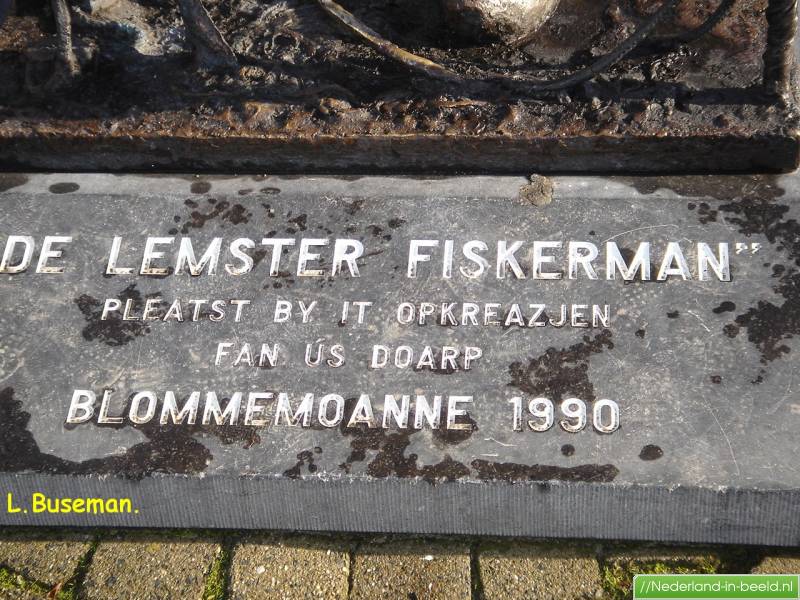 DE LEMSTER FISKERMAN”
PLEATST BY IT OPKREAZJEN
FAN ÚS DOARP
BLOMMEMOANNE 1990
L.Buseman.
//Nederland-in-beeld.nl